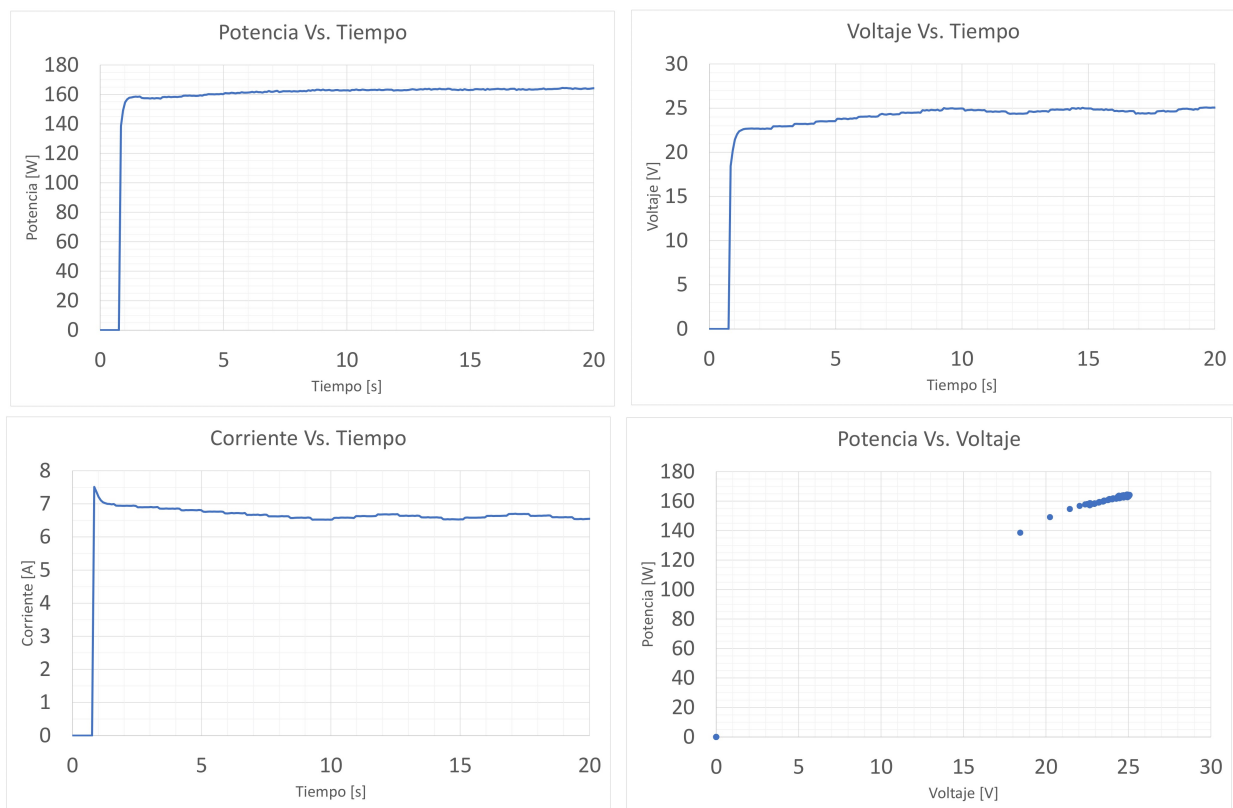 Potencia Vs. Tiempo
180
160
140
120
100
80
60
40
20
0
Potencia [W]
0 5 10 15 20
Tiempo [s]
Voltaje Vs. Tiempo
30
25
20
15
10
5
0
Voltaje [V]
0 5 10 15 20
Tiempo [s]
Corriente Vs. Tiempo
8
7
6
5
4
3
2
1
0
Corriente [A]
0 5 10 15 20
Tiempo [s]
Potencia Vs. Voltaje
180
160
140
120
100
80
60
40
20
0
Potencia [W]
0 5 10 15 20 25 30
Voltaje [V]